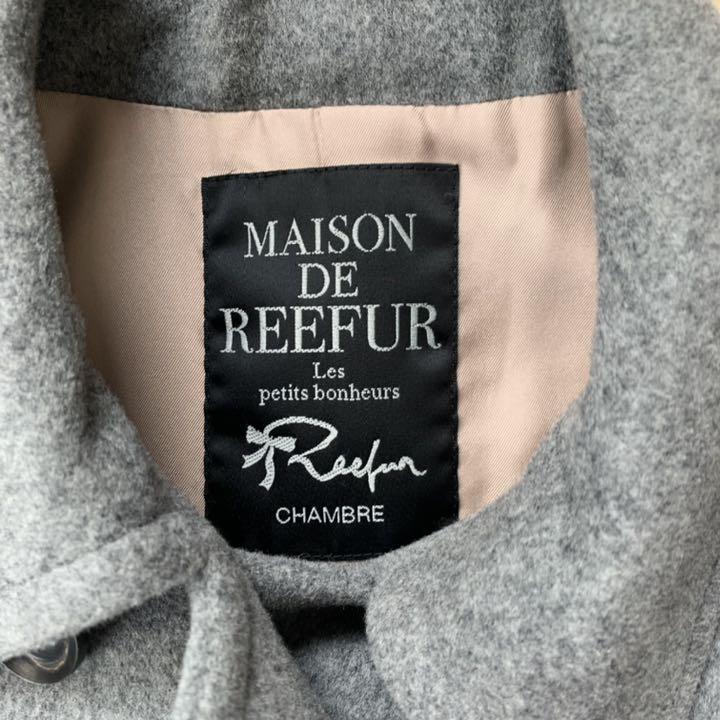 MAISON
DE
REEFUR
Les
petits bonheurs
Reefur
CHAMBRE